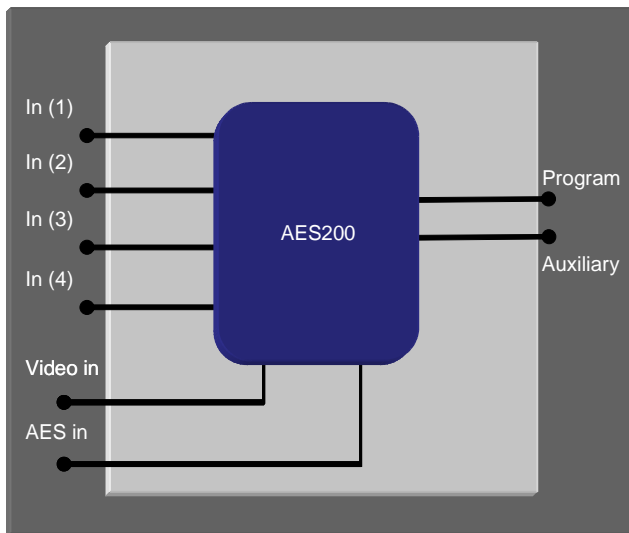 In (1)
In (2)
In (3)
In (4)
Video in
AES in
AES200
Program
Auxiliary